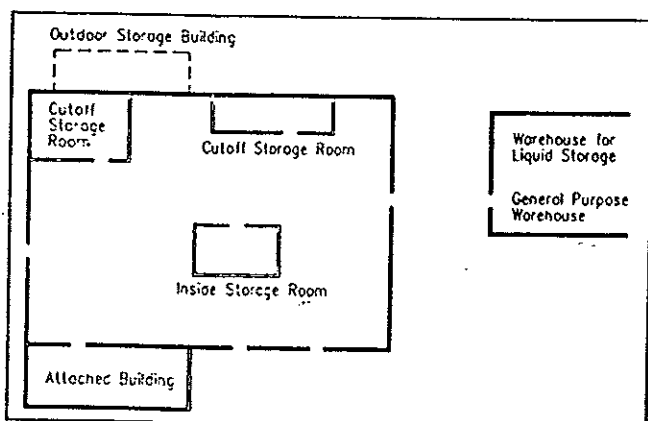 Outdoor Storage Building
Cutoff
Storage
Room
Cutoff Storage Room
Warehouse for
Liquid Storage
General Purpose
Warehouse
Inside Storage Room
Attached Building